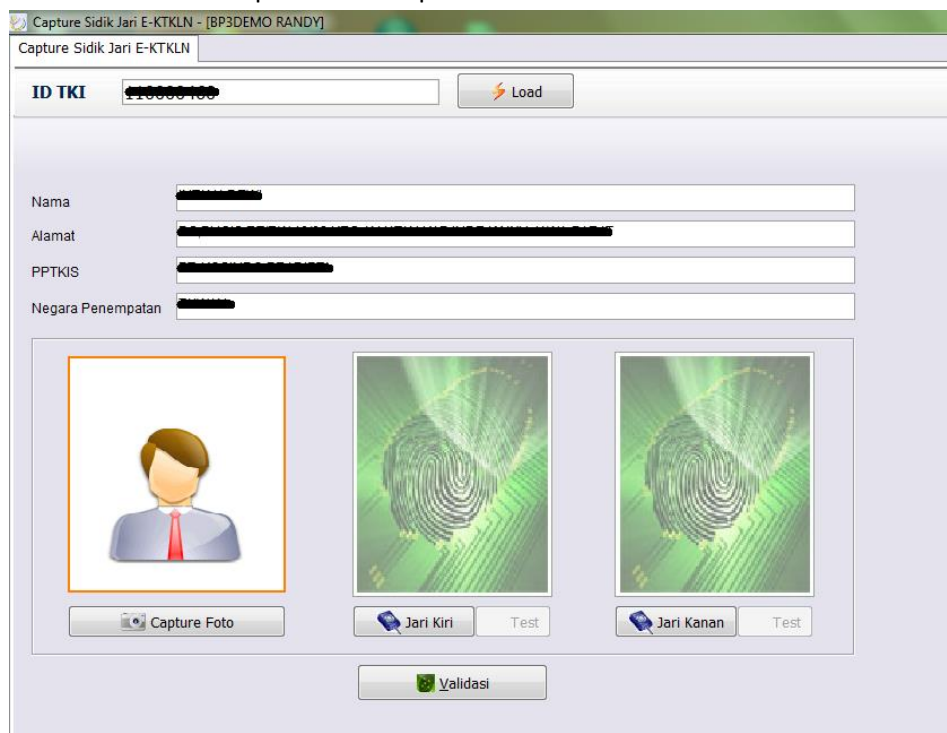 Capture Sidik Jari E-KTKLN - [BP3DEMO RANDY]
Capture Sidik Jari E-KTKLN
ID TKI Load
Nama
Alamat
PPTKIS
Negara Penempatan
Capture Foto Jari Kiri Test Jari Kanan Test
Validasi